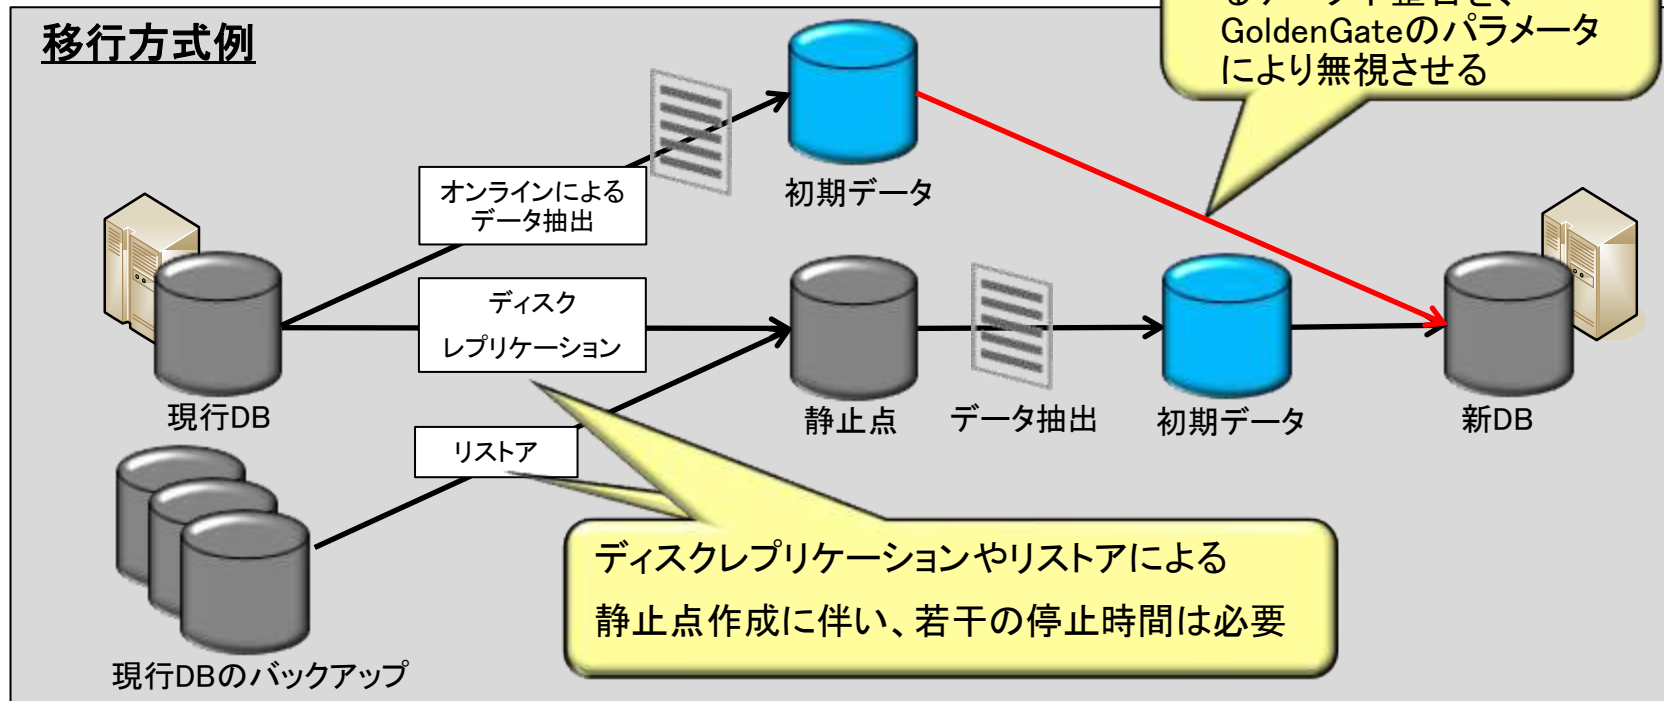 移行方式例
GoldenGateのパラメータ
により無視させる
オンラインによる
データ抽出
初期データ
ディスク
レプリケーション
現行DB
静止点
データ抽出
初期データ
新DB
リストア
ディスクレプリケーションやリストアによる
静止点作成に伴い、若干の停止時間は必要
現行DBのバックアップ